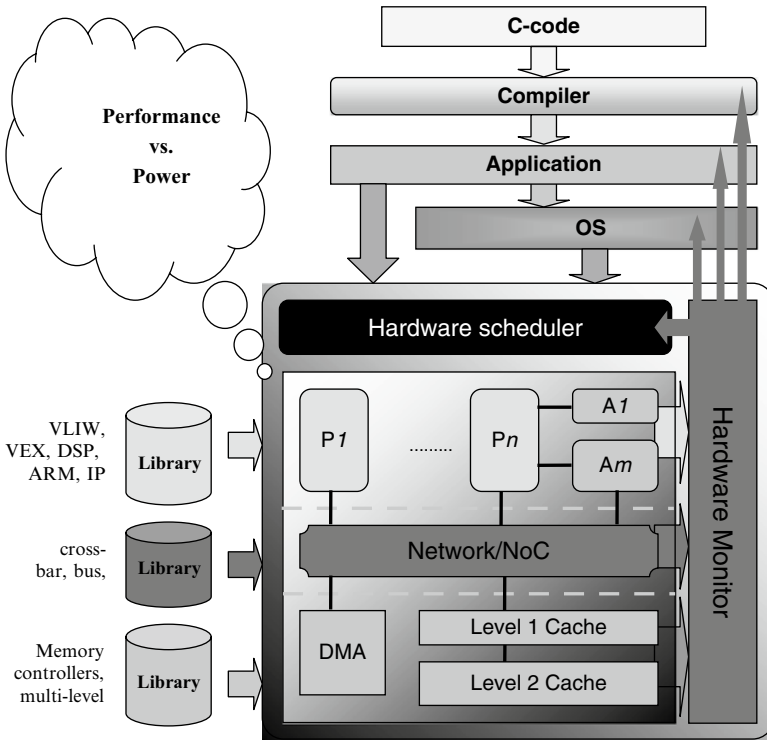 C-code
Compiler
Application
OS
Performance
vs.
Power
Hardware scheduler
Hardware Monitor
VLIW,
VEX, DSP,
ARM, IP
Library
P1
.........
Pn
A1
Am
cross-
bar, bus,
Library
Network/NoC
Memory
controllers,
multi-level
Library
DMA
Level 1 Cache
Level 2 Cache